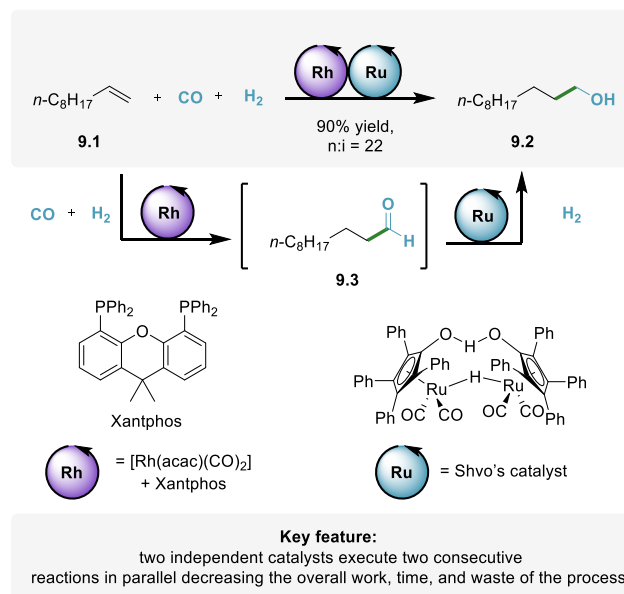 Rh Ru
n-C8H17 + CO + H2 n-C8H17 OH
9.1 90% yield, 9.2
n:i = 22
CO + H2 Rh O Ru H2
n-C8H17 H
9.3
PPh2 PPh2
O
Xantphos
Ph O H O Ph
Ph Ph Ph Ph
Ph Ru H Ru Ph
OC CO OC CO
Ph Ph
Rh = [Rh(acac)(CO)2]
+ Xantphos
Ru = Shvo's catalyst
Key feature:
two independent catalysts execute two consecutive
reactions in parallel decreasing the overall work, time, and waste of the process